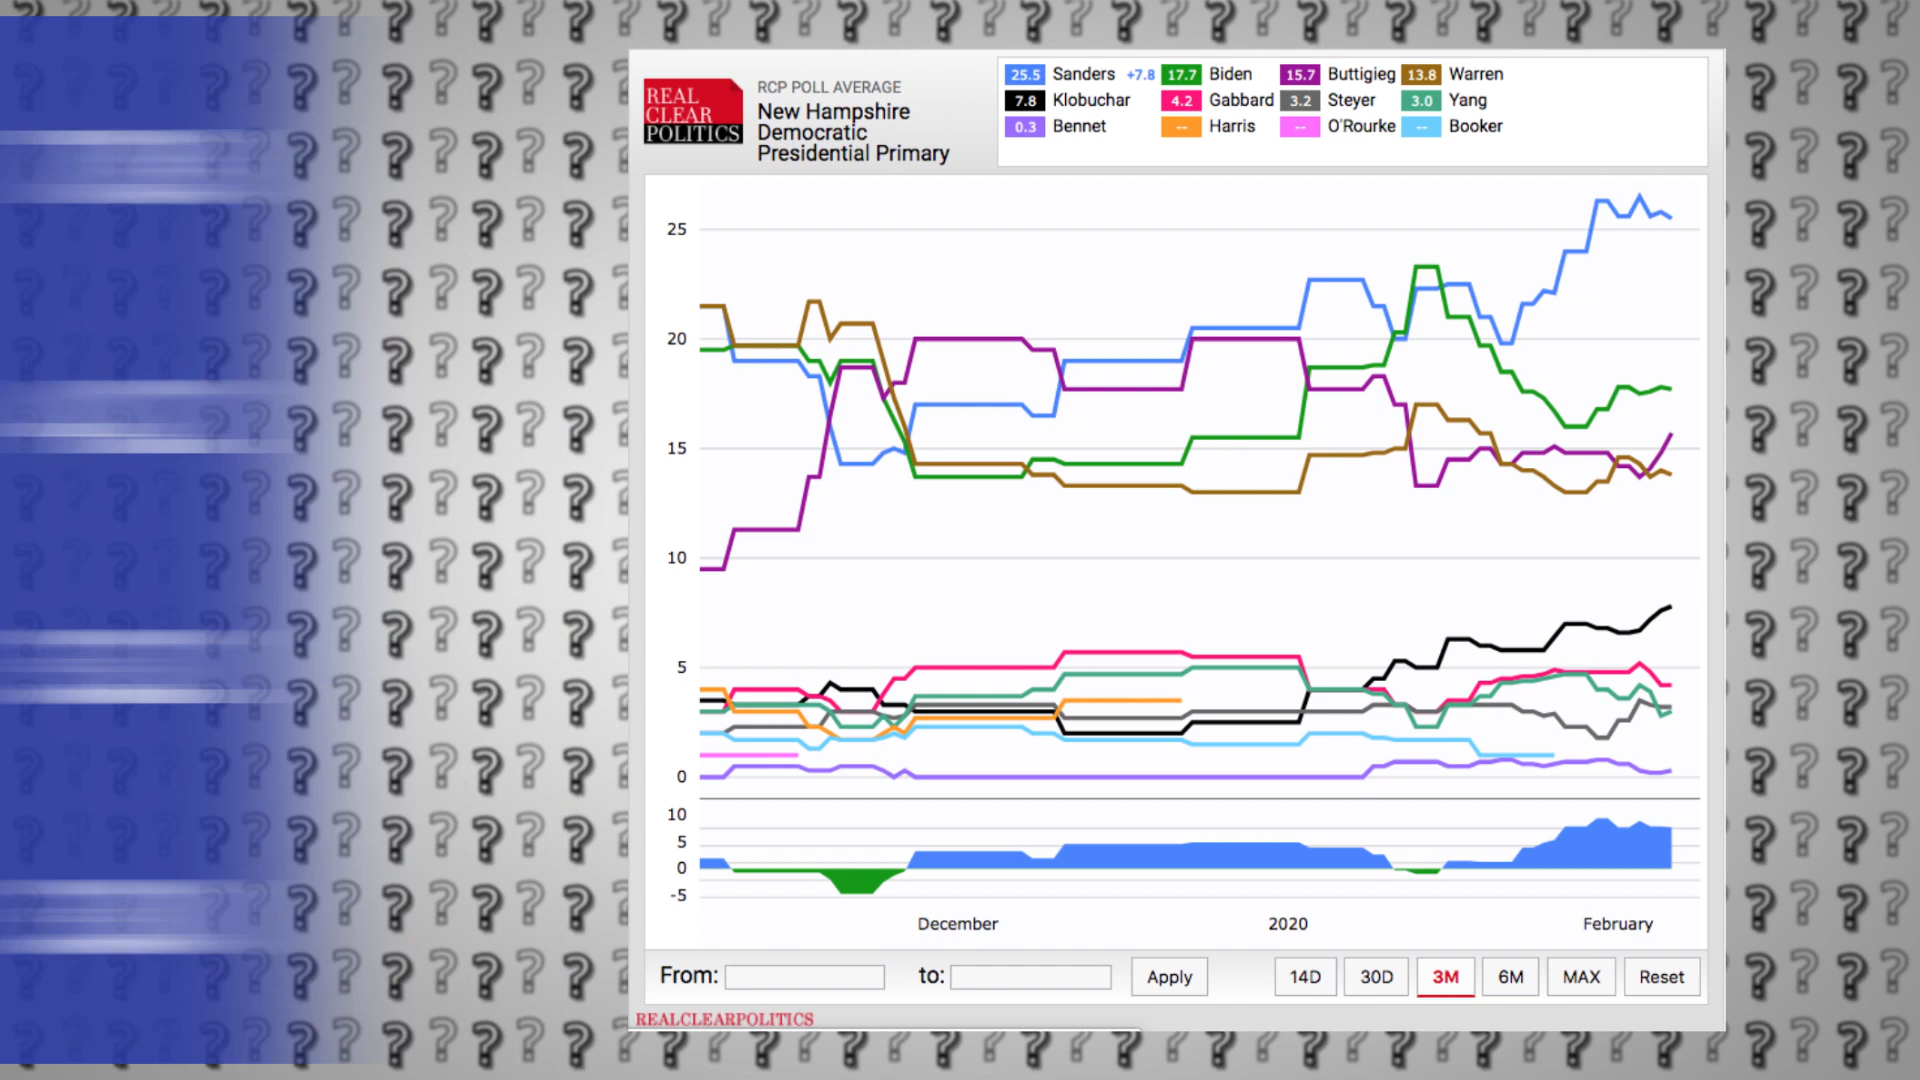 REAL
CLEAR
POLITICS
RCP POLL AVERAGE
New Hampshire
Democratic
Presidential Primary
25.5 Sanders +7.8 17.7 Biden 15.7 Buttigieg 13.8 Warren
7.8 Klobuchar 4.2 Gabbard 3.2 Steyer 3.0 Yang
0.3 Bennet -- Harris -- O'Rourke -- Booker
25
20
15
10
5
0
10
5
0
-5
December 2020 February
From: to: Apply 14D 30D 3M 6M MAX Reset
REALCLEARPOLITICS